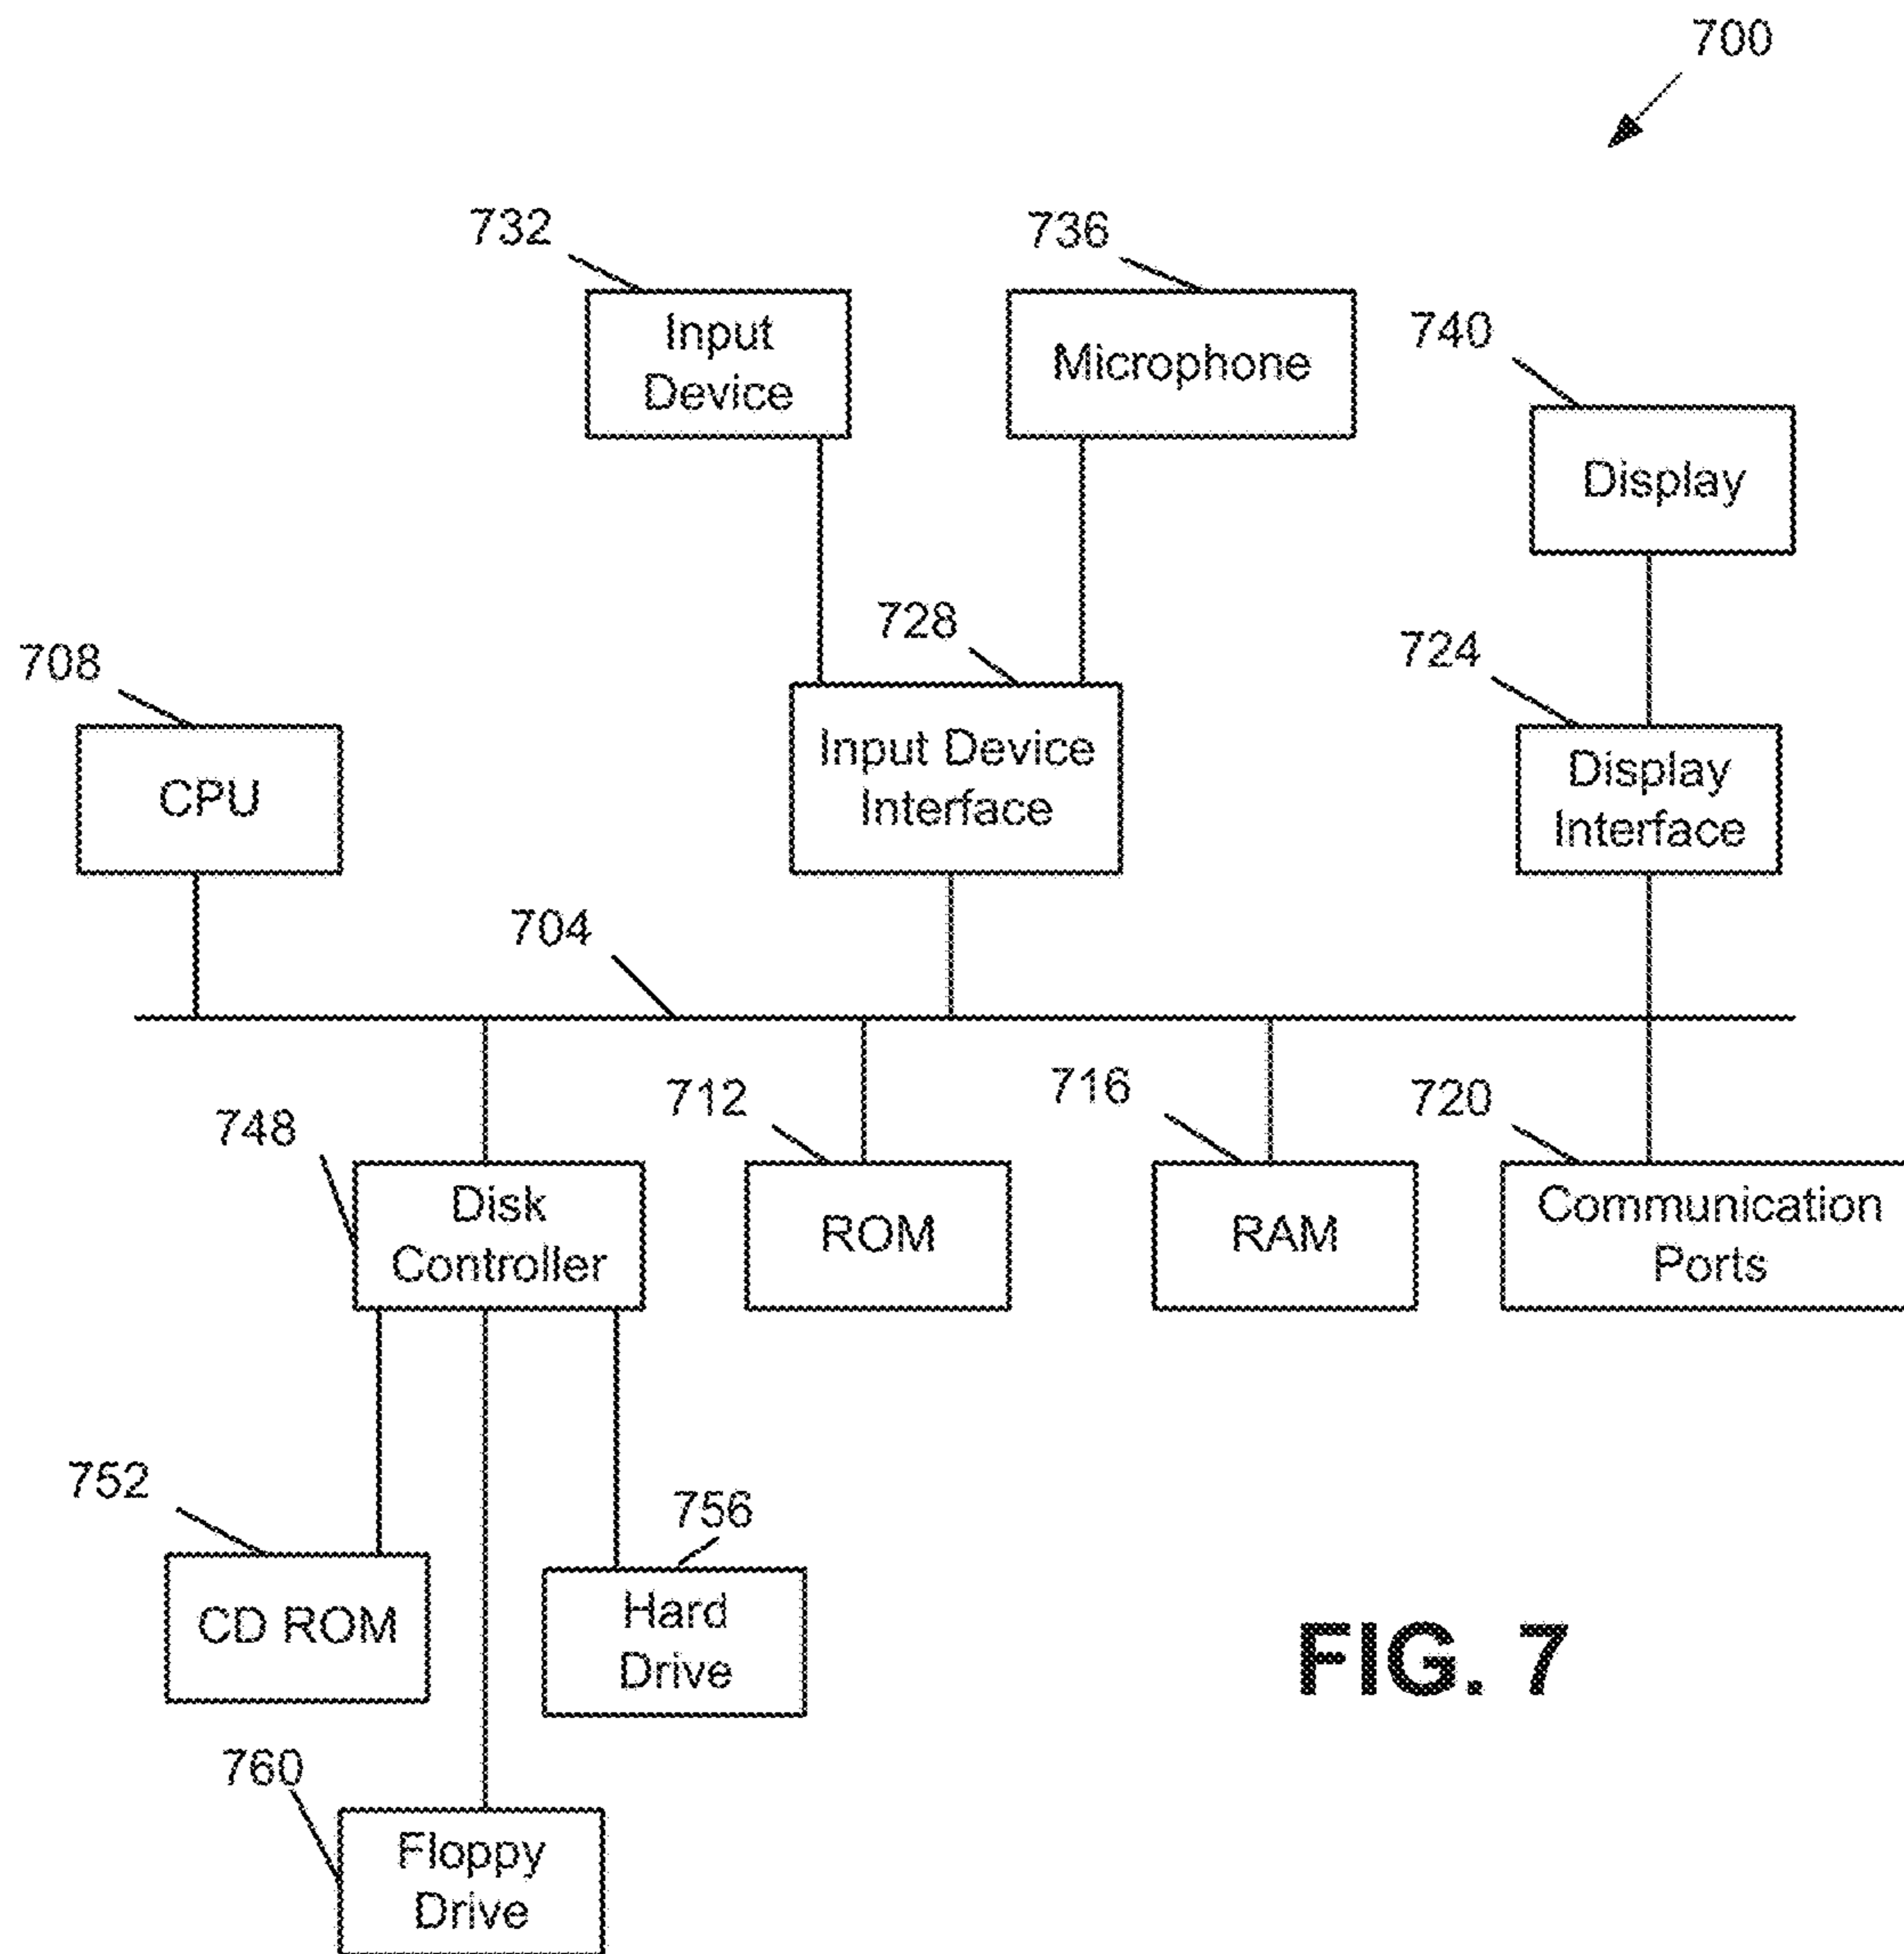 700
732
736
Input
Device
Microphone
740
Display
728
708
724
CPU
Input Device
Interface
Display
Interface
704
748
712
716
720
Disk
Controller
ROM
RAM
Communication
Ports
752
756
CD ROM
Hard
Drive
760
Floppy
Drive
FIG. 7